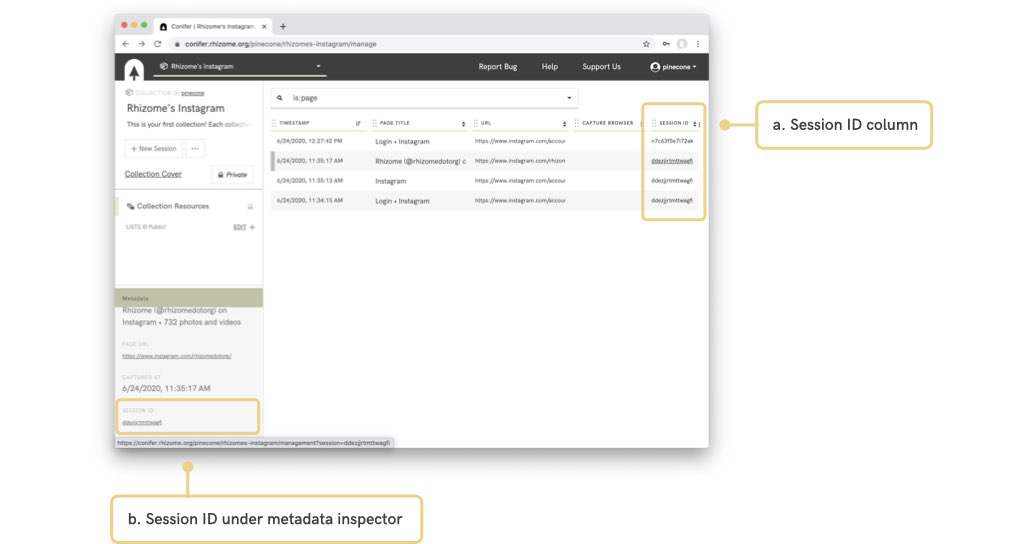 Conifer | Rhizome's Instagram
conifer.rhizome.org/pinecone/rhizomes-instagram/manage
Rhizome's Instagram
Report Bug
Help
Support Us
pinecone
COLLECTION by pinecone
Rhizome's Instagram
This is your first collection! Each collecti
+ New Session
Collection Cover
Private
Collection Resources
LISTS (0 Public)
EDIT +
Metadata
Rhizome (@rhizomedotorg) on
Instagram • 732 photos and videos
PAGE URL
https://www.instagram.com/rhizomedotorg/
CAPTURED AT
6/24/2020, 11:35:17 AM
SESSION ID
ddezjjrtmttwagfi
https://conifer.rhizome.org/pinecone/rhizomes-instagram/management?session=ddezjjrtmttwagfi
is:page
TIMESTAMP PAGE TITLE URL CAPTURE BROWSER SESSION ID
6/24/2020, 12:27:42 PM Login • Instagram https://www.instagram.com/accour n7c63f5e7l72ak
6/24/2020, 11:35:17 AM Rhizome (@rhizomedotorg) o https://www.instagram.com/rhizon ddezjjrtmttwagfi
6/24/2020, 11:35:13 AM Instagram https://www.instagram.com/accour ddezjjrtmttwagfi
6/24/2020, 11:34:15 AM Login • Instagram https://www.instagram.com/accour ddezjjrtmttwagfi
a. Session ID column
b. Session ID under metadata inspector